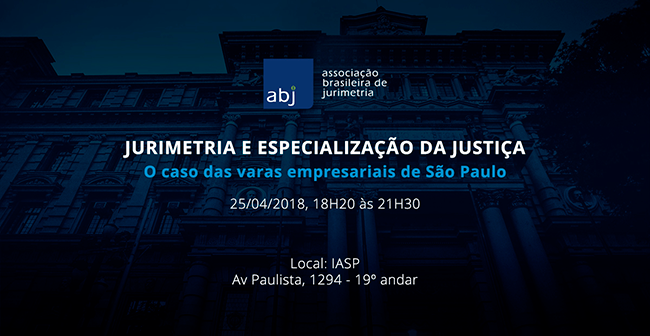 abj
associação
brasileira de
jurimetria
JURIMETRIA E ESPECIALIZAÇÃO DA JUSTIÇA
O caso das varas empresariais de São Paulo
25/04/2018, 18H20 às 21H30
Local: IASP
Av Paulista, 1294 - 19º andar